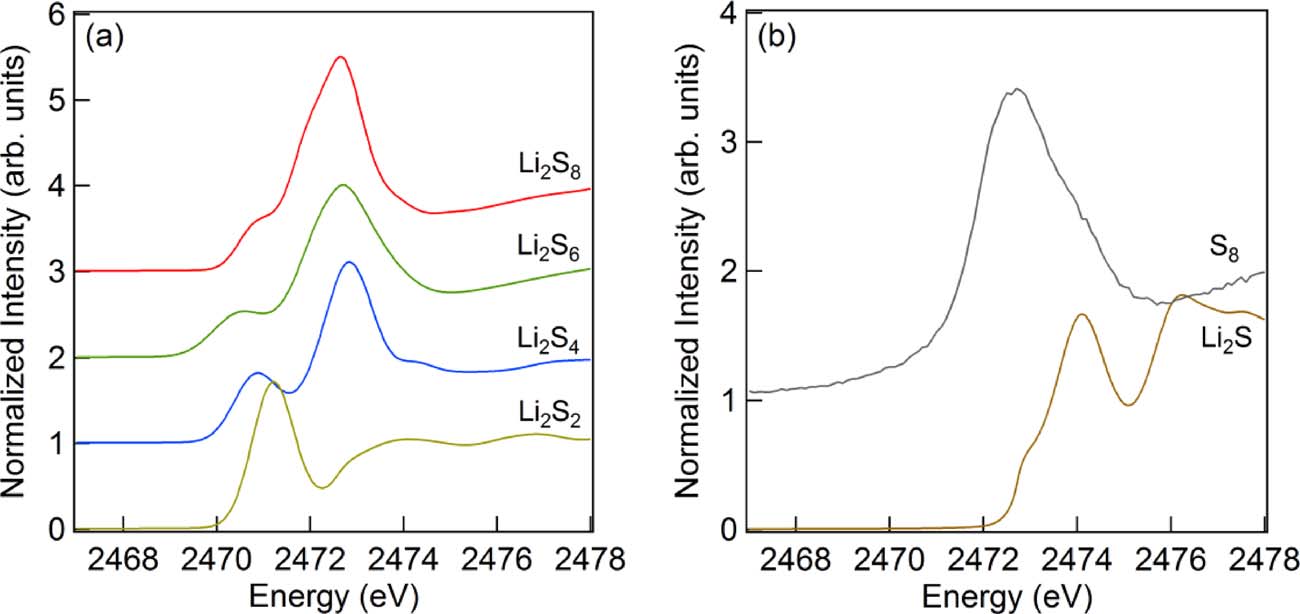 (a)
Normalized Intensity (arb. units)
6
5
4
3
2
1
0
Li₂S₈
Li₂S₆
Li₂S₄
Li₂S₂
2468 2470 2472 2474 2476 2478
Energy (eV)
(b)
Normalized Intensity (arb. units)
4
3
2
1
0
S₈
Li₂S
2468 2470 2472 2474 2476 2478
Energy (eV)